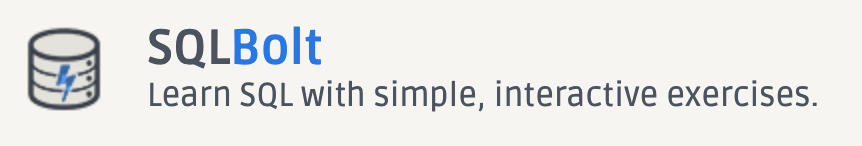 SQLBolt
Learn SQL with simple, interactive exercises.